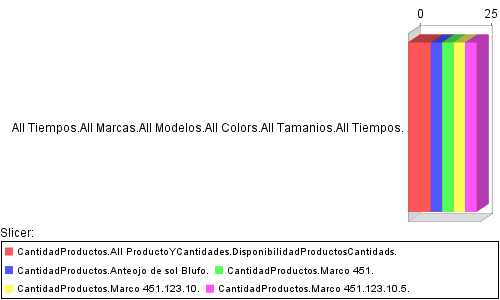 0 25
All Tiempos.All Marcas.All Modelos.All Colors.All Tamanios.All Tiempos.
Slicer:
CantidadProductos.All ProductoYCantidades.DisponibilidadProductosCantidads.
CantidadProductos.Anteojo de sol Blufo. CantidadProductos.Marco 451.
CantidadProductos.Marco 451.123.10. CantidadProductos.Marco 451.123.10.5.